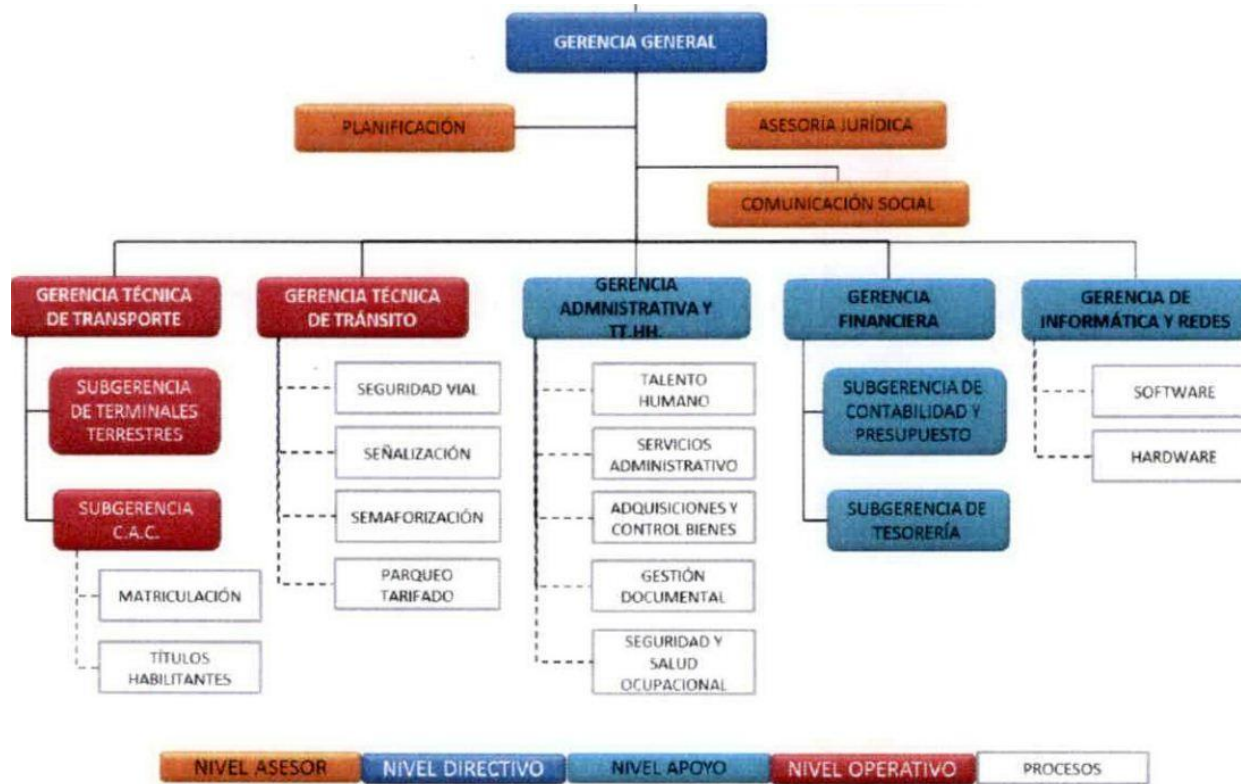 GERENCIA GENERAL
PLANIFICACIÓN
ASESORÍA JURÍDICA
COMUNICACIÓN SOCIAL
GERENCIA TÉCNICA
DE TRANSPORTE
GERENCIA TÉCNICA
DE TRÁNSITO
GERENCIA
ADMNISTRATIVA Y
TT.HH.
GERENCIA
FINANCIERA
GERENCIA DE
INFORMÁTICA Y REDES
SUBGERENCIA
DE TERMINALES
TERRESTRES
SUBGERENCIA
C.A.C.
MATRICULACIÓN
TÍTULOS
HABILITANTES
SEGURIDAD VIAL
SEÑALIZACIÓN
SEMAFORIZACIÓN
PARQUEO
TARIFADO
TALENTO
HUMANO
SERVICIOS
ADMINISTRATIVO
ADQUISICIONES Y
CONTROL BIENES
GESTIÓN
DOCUMENTAL
SEGURIDAD Y
SALUD
OCUPACIONAL
SUBGERENCIA DE
CONTABILIDAD Y
PRESUPUESTO
SUBGERENCIA DE
TESORERÍA
SOFTWARE
HARDWARE
NIVEL ASESOR
NIVEL DIRECTIVO
NIVEL APOYO
NIVEL OPERATIVO
PROCESOS